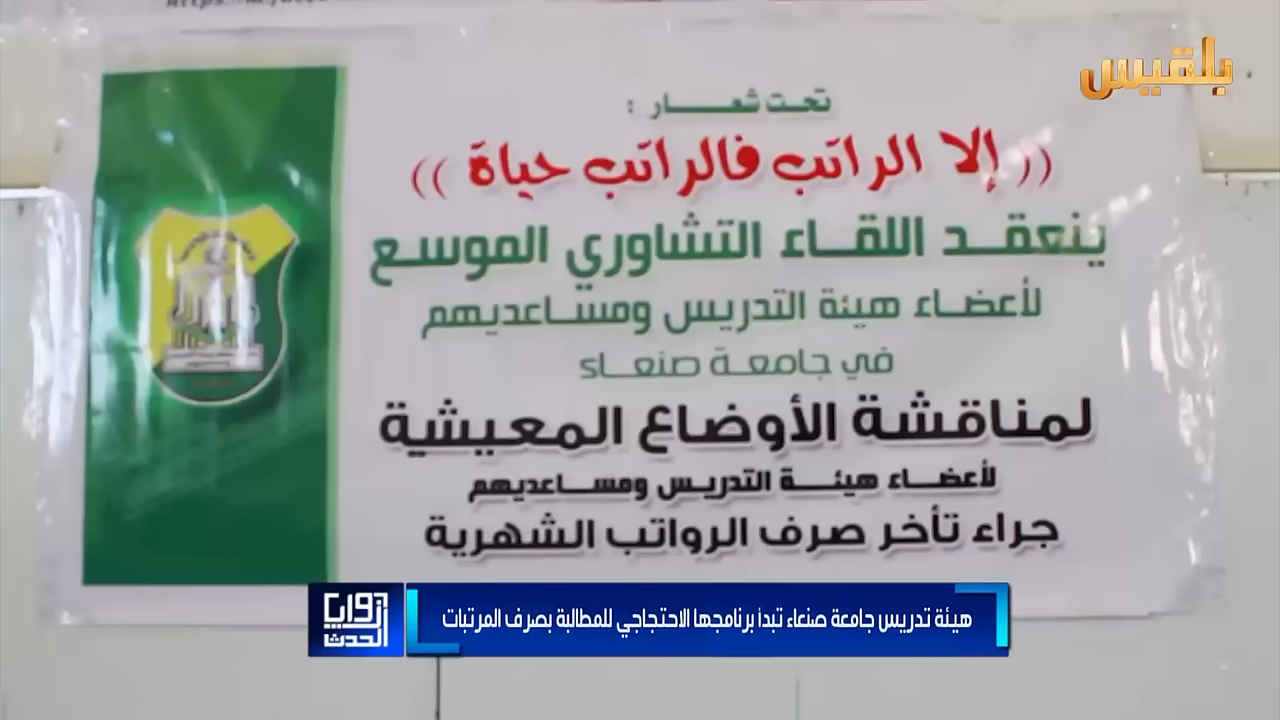 بلقيس
تحت شعار :
(( إلا الراتب فالراتب حياة ))
ينعقد اللقاء التشاوري الموسع
لأعضاء هيئة التدريس ومساعديهم
في جامعة صنعاء
لمناقشة الأوضاع المعيشية
لأعضاء هيئة التدريس ومساعديهم
جراء تأخر صرف الرواتب الشهرية
هيئة تدريس جامعة صنعاء تبدأ برنامجها الاحتجاجي للمطالبة بصرف المرتبات
زوايا الحدث